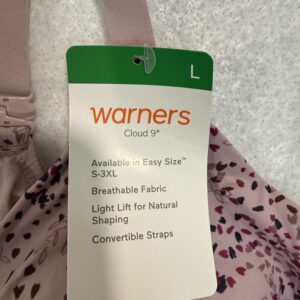 L
warners
Cloud 9®
Available in Easy Size™
S-3XL
Breathable Fabric
Light Lift for Natural
Shaping
Convertible Straps